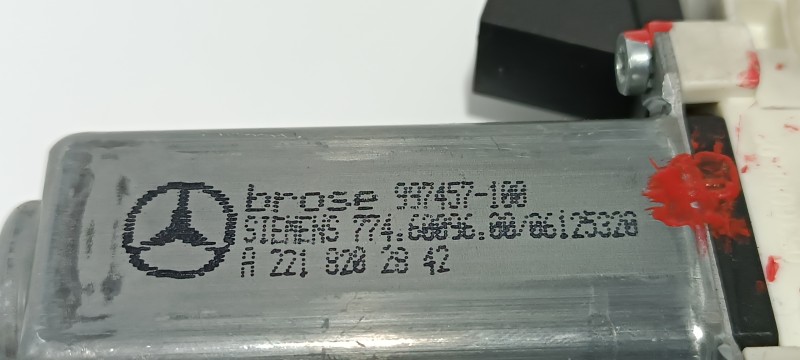 brose 997457-100
SIEMENS 774.60096.00/06125320
A 221 820 28 42